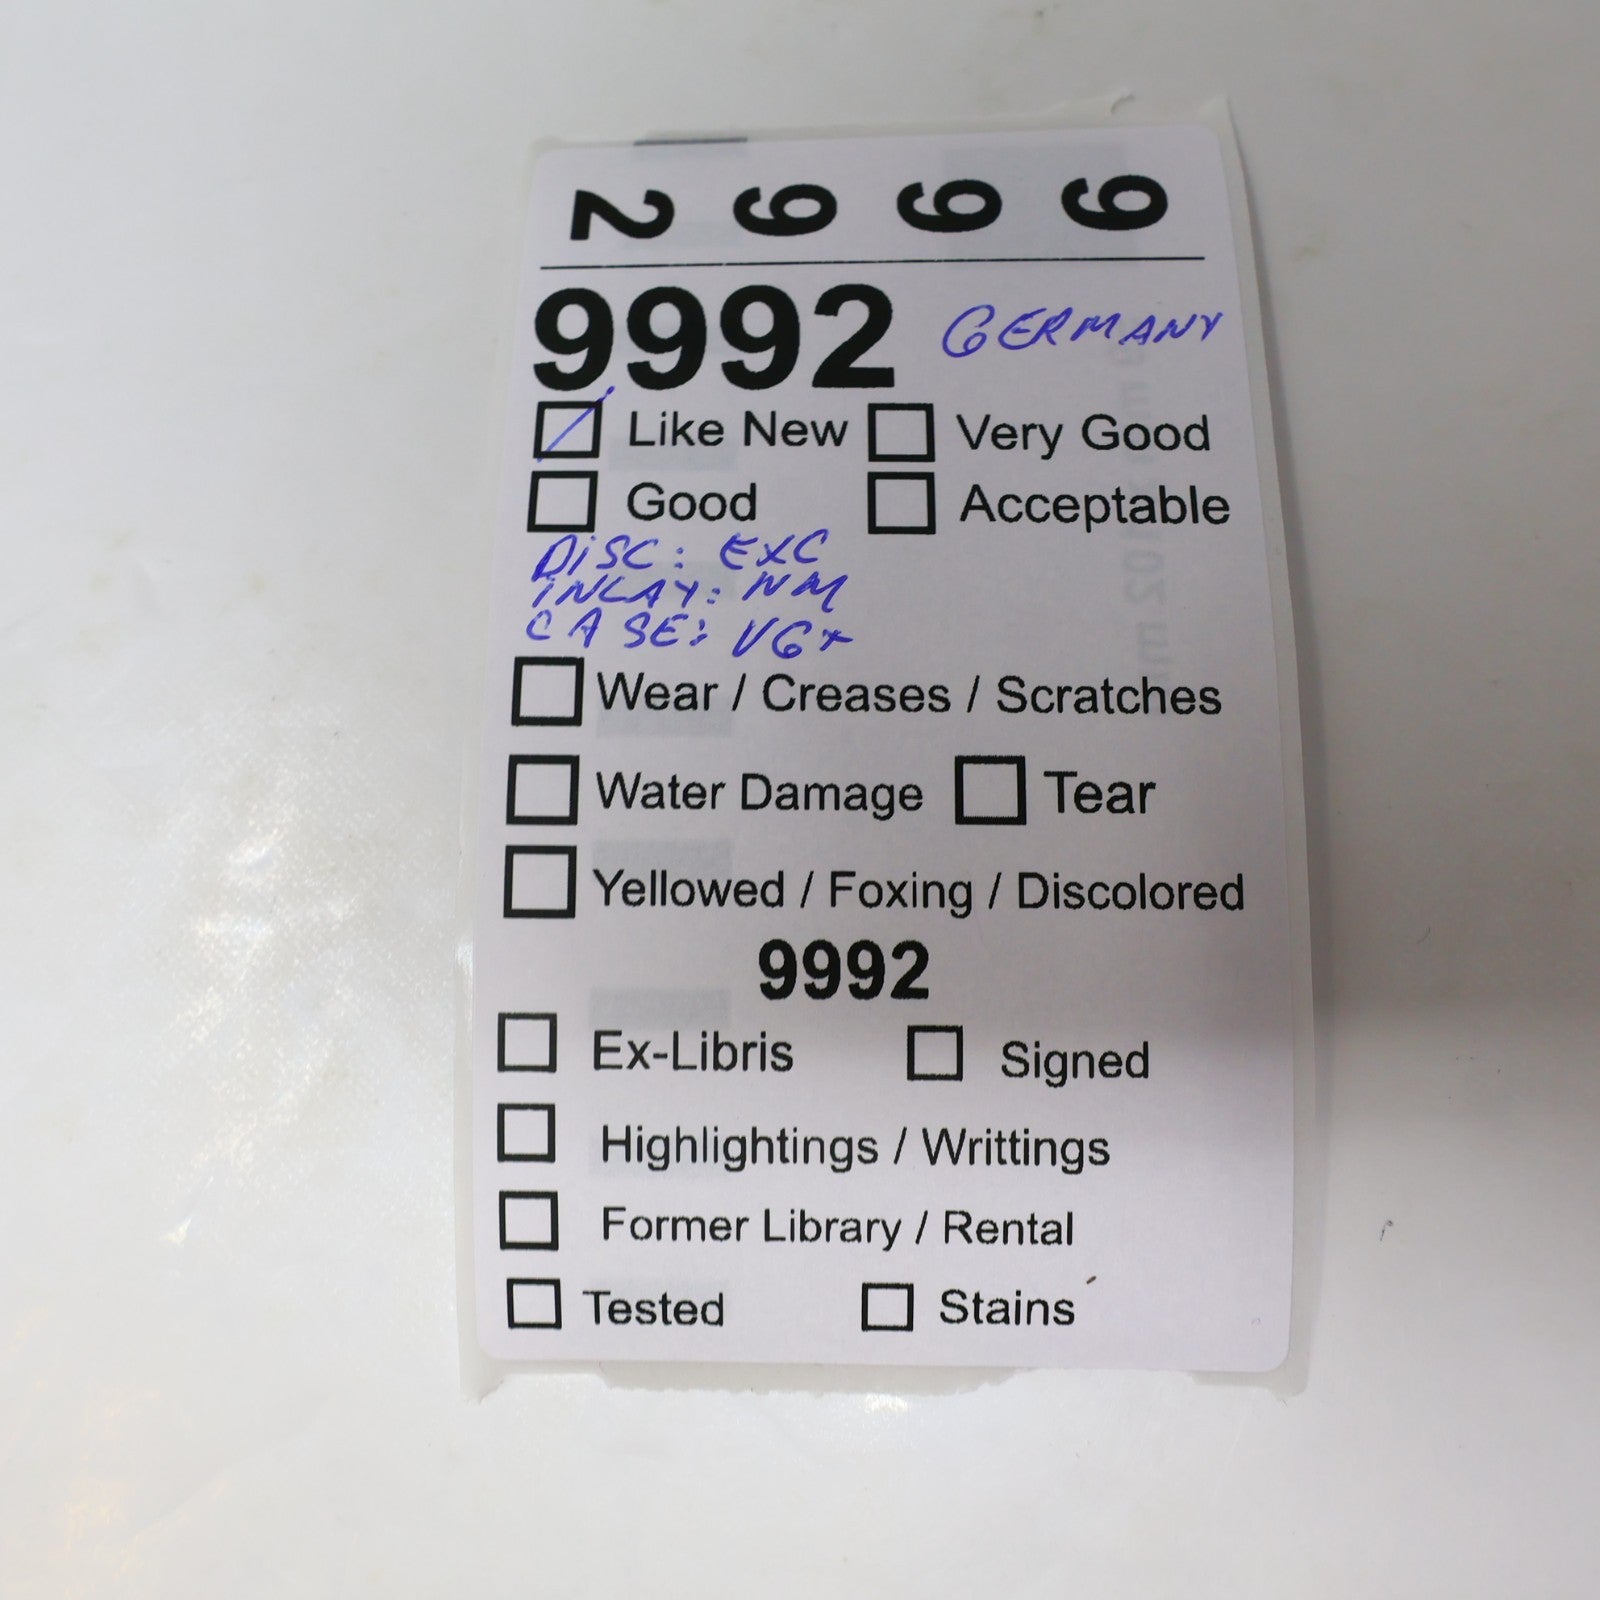 9 9 9 2
9992 GERMANY
Like New Very Good
Good Acceptable
DISC: EXC
INLAY: NM
CASE: VG+
Wear / Creases / Scratches
Water Damage Tear
Yellowed / Foxing / Discolored
9992
Ex-Libris Signed
Highlightings / Writtings
Former Library / Rental
Tested Stains